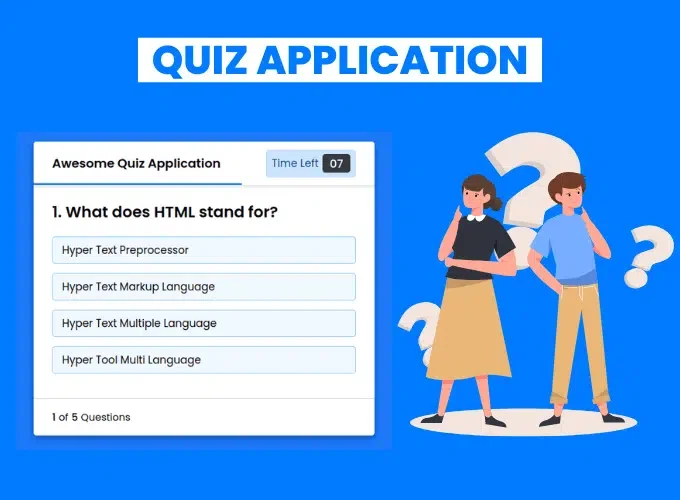 QUIZ APPLICATION
Awesome Quiz Application
Time Left 07
1. What does HTML stand for?
Hyper Text Preprocessor
Hyper Text Markup Language
Hyper Text Multiple Language
Hyper Tool Multi Language
1 of 5 Questions